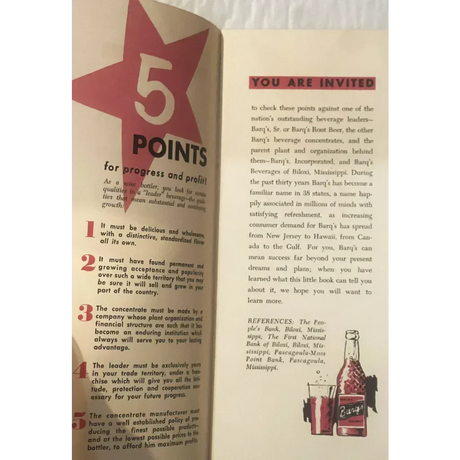 5
POINTS
for progress and profit!
As a wise bottler, you look for certain
qualities in a "leader" beverage—the quali-
ties that mean substantial and continuing
growth:
1 It must be delicious and wholesome,
with a distinctive, standardized flavor
all its own.
2 It must have found permanent and
growing acceptance and popularity
over such a wide territory that you may
be sure it will sell and grow in your
part of the country.
3 The concentrate must be made by a
company whose plant organization and
financial structure are such that it has
become an enduring institution which
always will serve you to your lasting
advantage.
4 The leader must be exclusively yours
in your trade territory, under a fran-
chise which will give you all the lati-
tude, protection and cooperation nec-
essary for your future progress.
5 The concentrate manufacturer must
have a well established policy of pro-
ducing the finest possible products—
and at the lowest possible prices to the
bottler, to afford him maximum profits.
YOU ARE INVITED
to check these points against one of the
nation's outstanding beverage leaders—
Barq's, Sr. or Barq's Root Beer, the other
Barq's beverage concentrates, and the
parent plant and organization behind
them—Barq's, Incorporated, and Barq's
Beverages of Biloxi, Mississippi. During
the past thirty years Barq's has become a
familiar name in 38 states, a name hap-
pily associated in millions of minds with
satisfying refreshment, as increasing
consumer demand for Barq's has spread
from New Jersey to Hawaii, from Can-
ada to the Gulf. For you, Barq's can
mean success far beyond your present
dreams and plans; when you have
learned what this little book can tell you
about it, we hope you will want to
learn more.
REFERENCES: The Peo-
ple's Bank, Biloxi, Missis-
sippi, The First National
Bank of Biloxi, Biloxi, Mis-
sissippi, Pascagoula-Moss
Point Bank, Pascagoula,
Mississippi.
Barq's